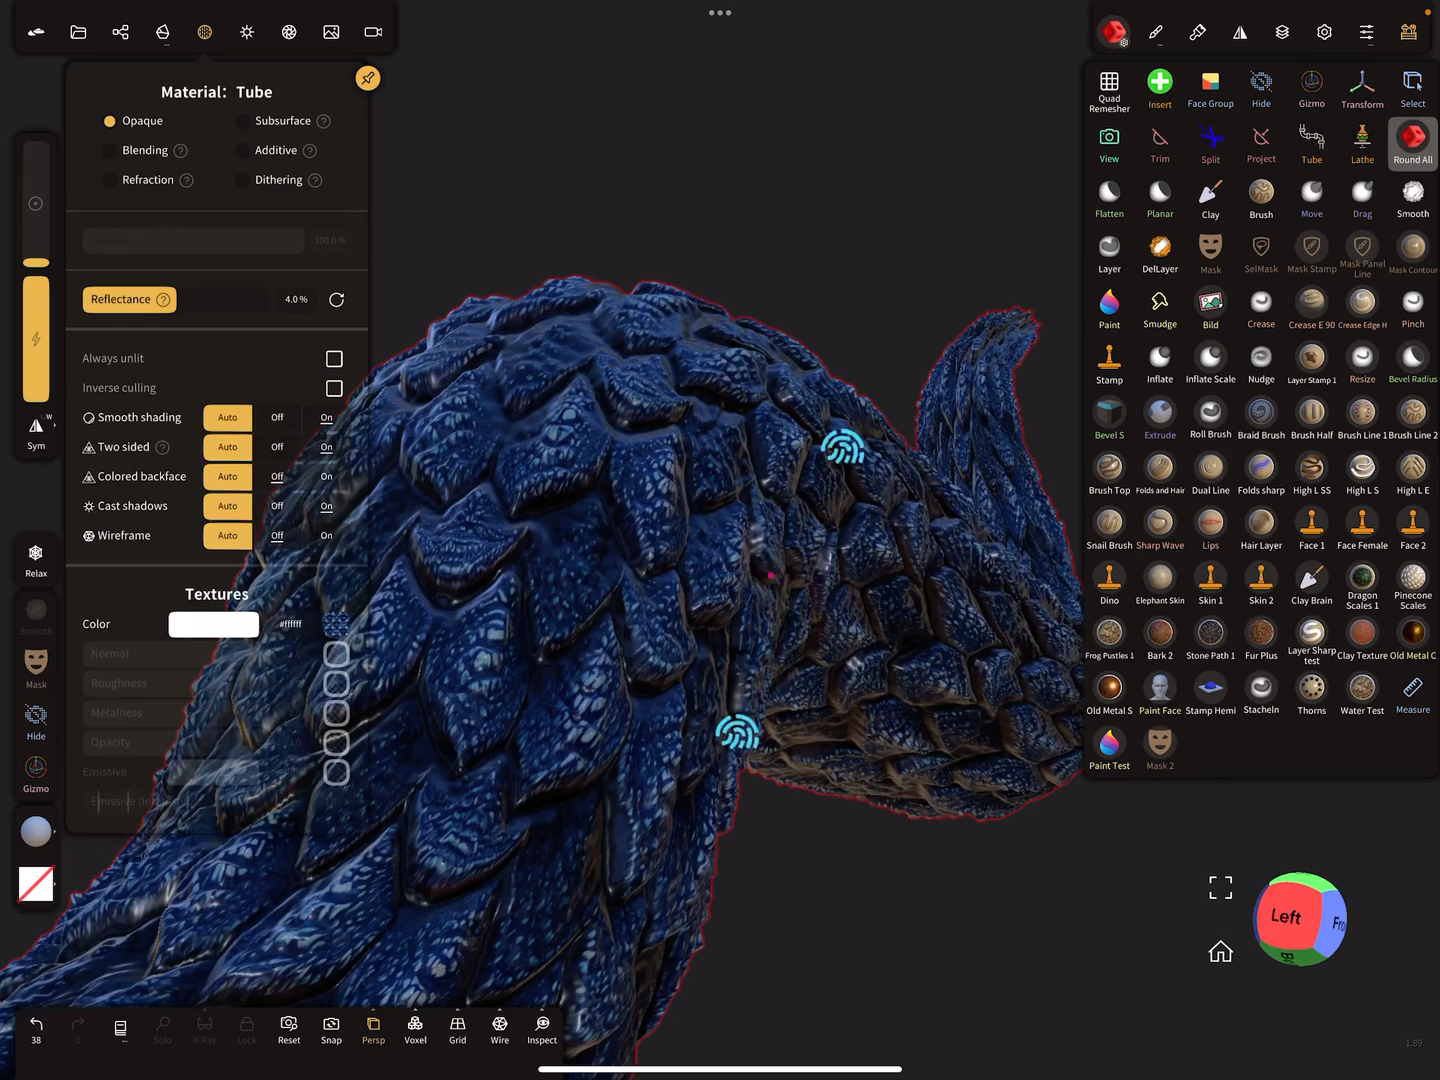 Material: Tube
Opaque
Subsurface ?
Blending ?
Additive ?
Refraction ?
Dithering ?
100.0 %
Reflectance ?
4.0 %
Always unlit
Inverse culling
Smooth shading Auto Off On
Two sided ? Auto Off On
Colored backface Auto Off On
Cast shadows Auto Off On
Wireframe Auto Off On
Textures
Color #ffffff
Normal
Roughness
Metalness
Opacity
Emissive
W
Sym
Relax
Smooth
Mask
Hide
Gizmo
38
0
Solo
X-Ray
Lock
Reset
Snap
Persp
Voxel
Grid
Wire
Inspect
Quad Remesher
Insert
Face Group
Hide
Gizmo
Transform
Select
View
Trim
Split
Project
Tube
Lathe
Round All
Flatten
Planar
Clay
Brush
Move
Drag
Smooth
Layer
DelLayer
Mask
SelMask
Mask Stamp
Mask Panel Line
Mask Contour
Paint
Smudge
Bild
Crease
Crease E 90
Crease Edge H
Pinch
Stamp
Inflate
Inflate Scale
Nudge
Layer Stamp 1
Resize
Bevel Radius
Bevel S
Extrude
Roll Brush
Braid Brush
Brush Half
Brush Line 1
Brush Line 2
Brush Top
Folds and Hair
Dual Line
Folds sharp
High L SS
High L S
High L E
Snail Brush
Sharp Wave
Lips
Hair Layer
Face 1
Face Female
Face 2
Dino
Elephant Skin
Skin 1
Skin 2
Clay Brain
Dragon Scales 1
Pinecone Scales
Frog Pustles 1
Bark 2
Stone Path 1
Fur Plus
Layer Sharp test
Clay Texture
Old Metal C
Old Metal S
Paint Face
Stamp Hemi
Stacheln
Thorns
Water Test
Measure
Paint Test
Mask 2
Left
Fro
1.89